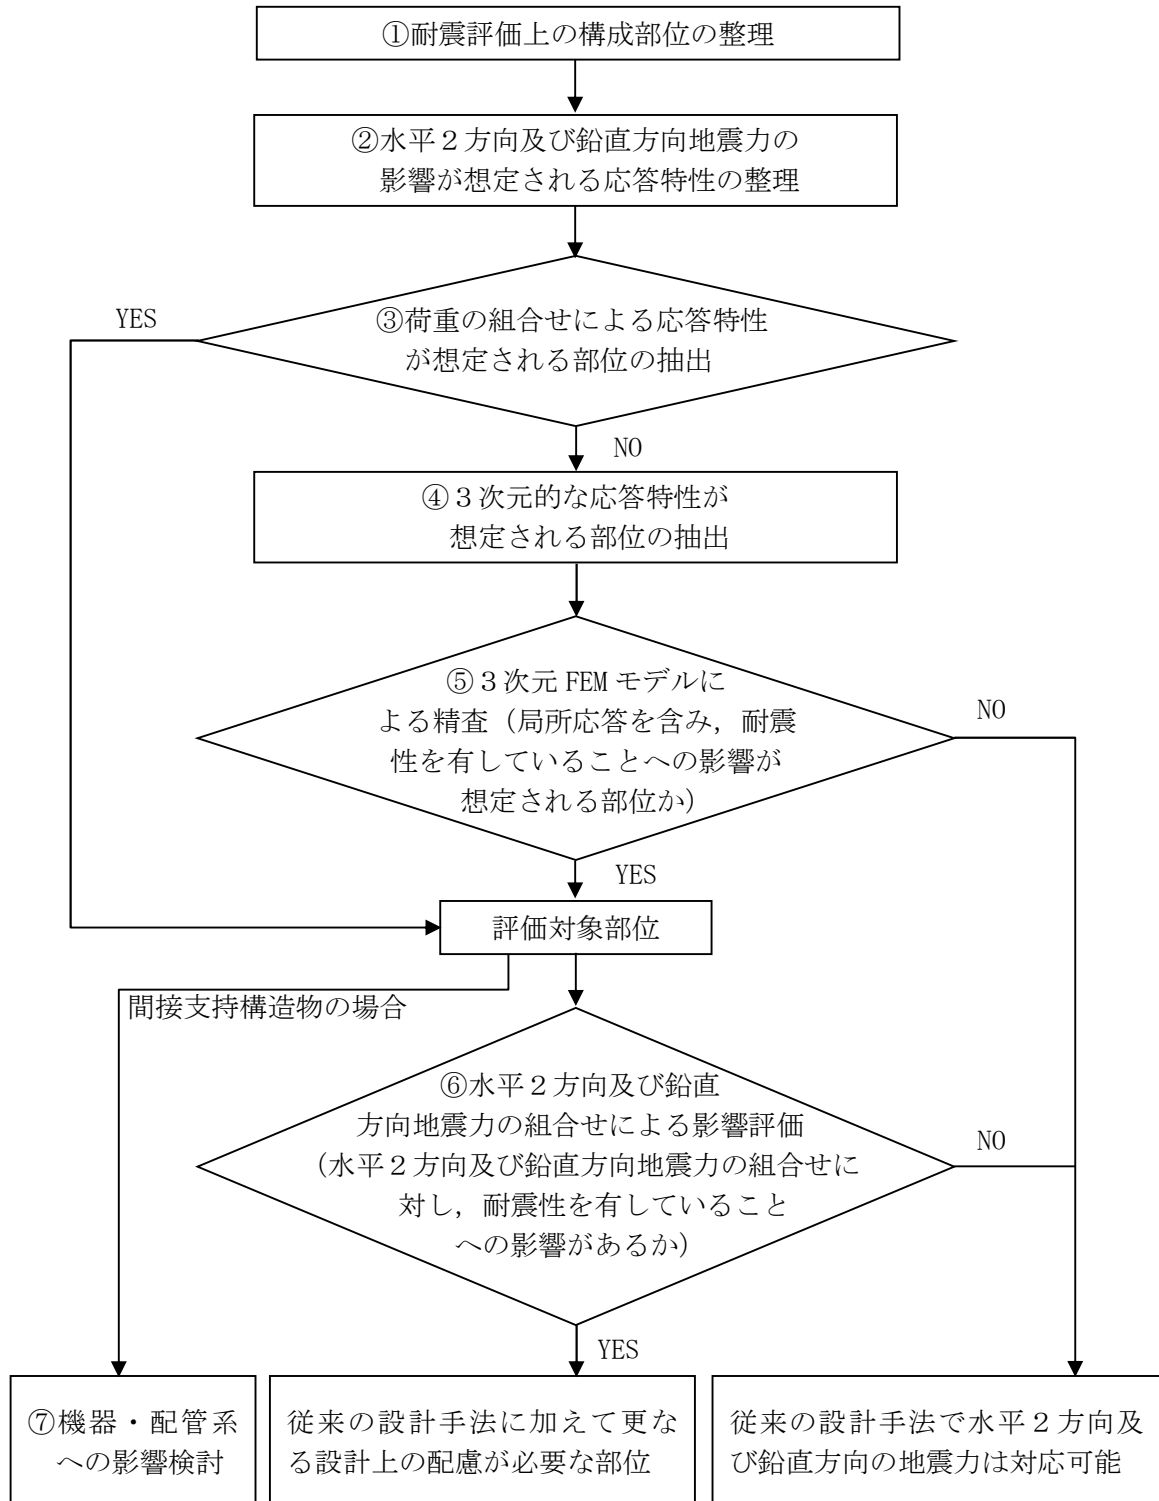 ①耐震評価上の構成部位の整理
②水平２方向及び鉛直方向地震力の
影響が想定される応答特性の整理
③荷重の組合せによる応答特性
が想定される部位の抽出
YES
NO
④３次元的な応答特性が
想定される部位の抽出
⑤３次元 FEM モデルに
よる精査（局所応答を含み，耐震
性を有していることへの影響が
想定される部位か）
NO
YES
評価対象部位
間接支持構造物の場合
⑥水平２方向及び鉛直
方向地震力の組合せによる影響評価
（水平２方向及び鉛直方向地震力の組合せに
対し，耐震性を有していること
への影響があるか）
NO
YES
⑦機器・配管系
への影響検討
従来の設計手法に加えて更な
る設計上の配慮が必要な部位
従来の設計手法で水平２方向及
び鉛直方向の地震力は対応可能